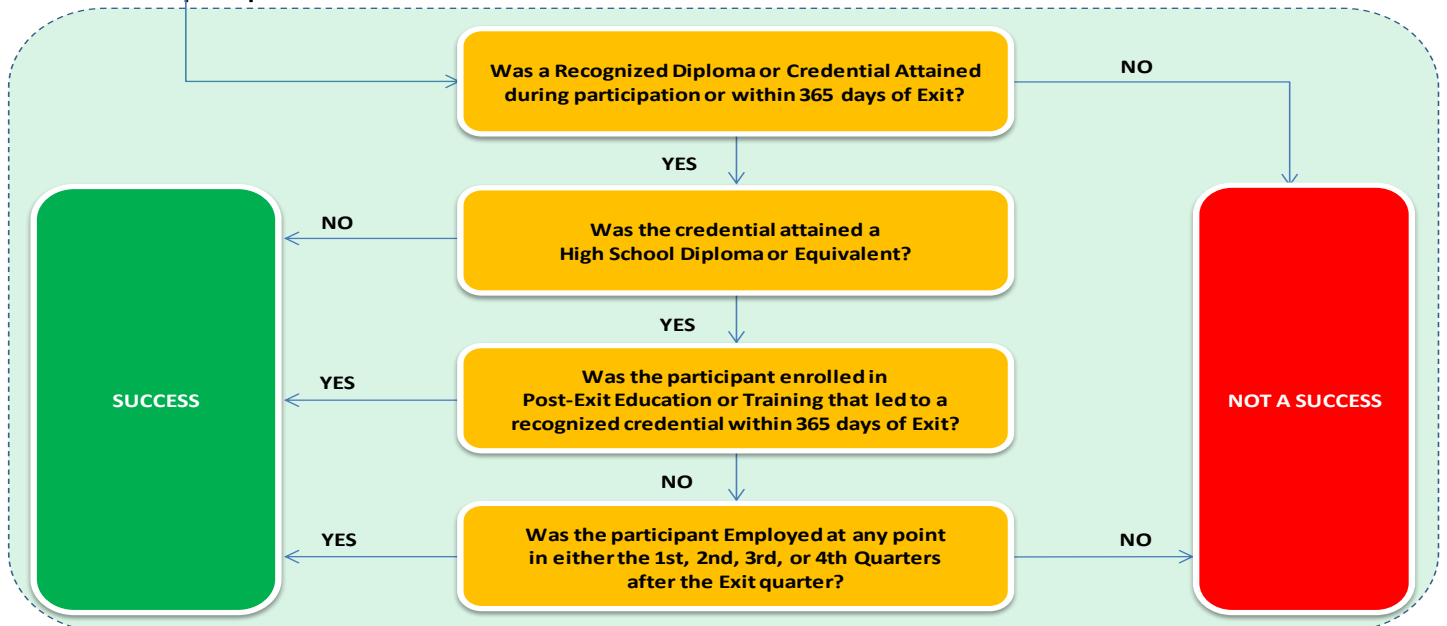 Was a Recognized Diploma or Credential Attained
during participation or within 365 days of Exit?
NO
YES
Was the credential attained a
High School Diploma or Equivalent?
NO
YES
Was the participant enrolled in
Post-Exit Education or Training that led to a
recognized credential within 365 days of Exit?
YES
SUCCESS
NOT A SUCCESS
NO
Was the participant Employed at any point
in either the 1st, 2nd, 3rd, or 4th Quarters
after the Exit quarter?
YES
NO